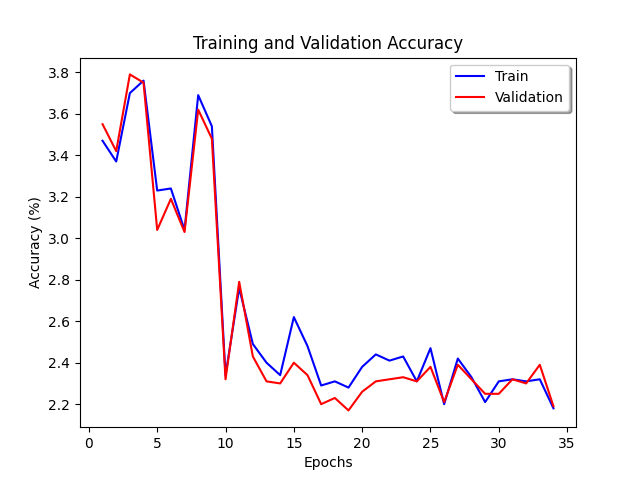 Training and Validation Accuracy
Train
Validation
Accuracy (%)
3.8
3.6
3.4
3.2
3.0
2.8
2.6
2.4
2.2
0 5 10 15 20 25 30 35
Epochs